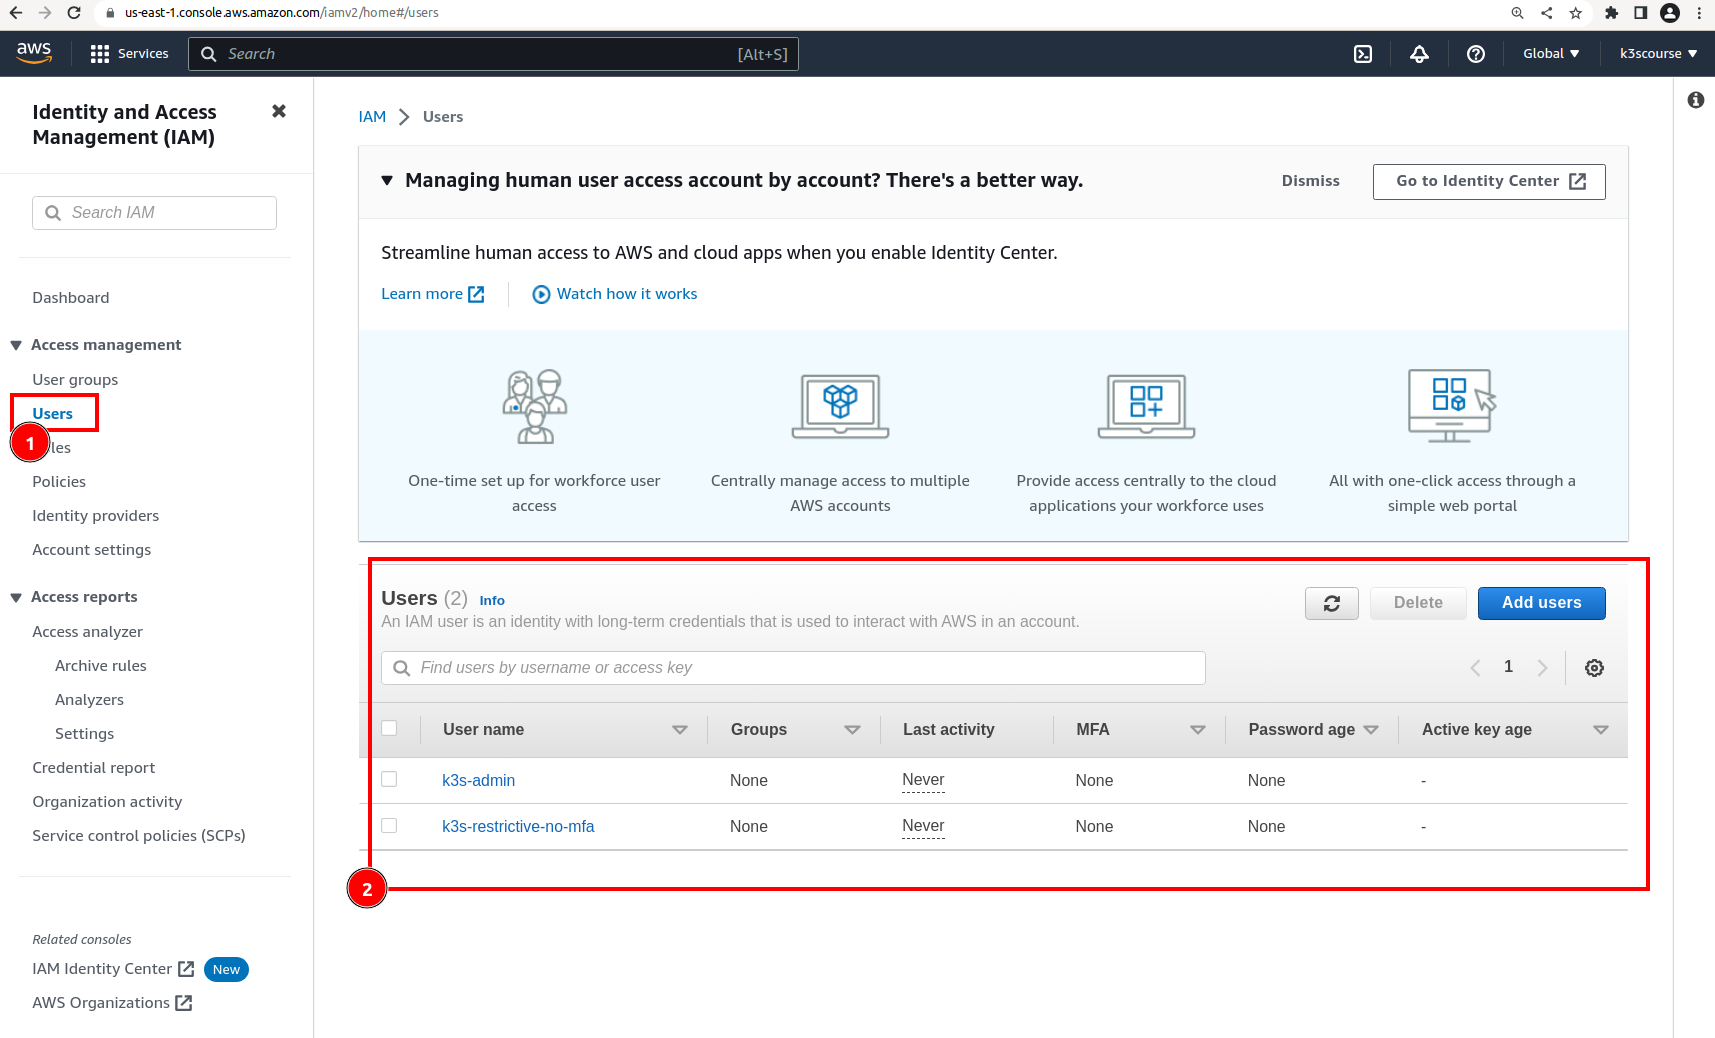 us-east-1.console.aws.amazon.com/iamv2/home#/users
aws
Services
Search
[Alt+S]
Global
k3scourse
Identity and Access
Management (IAM)
Search IAM
Dashboard
Access management
User groups
Users
1
les
Policies
Identity providers
Account settings
Access reports
Access analyzer
Archive rules
Analyzers
Settings
Credential report
Organization activity
Service control policies (SCPs)
Related consoles
IAM Identity Center New
AWS Organizations
IAM > Users
Managing human user access account by account? There's a better way.
Dismiss
Go to Identity Center
Streamline human access to AWS and cloud apps when you enable Identity Center.
Learn more
Watch how it works
One-time set up for workforce user
access
Centrally manage access to multiple
AWS accounts
Provide access centrally to the cloud
applications your workforce uses
All with one-click access through a
simple web portal
Users (2) Info
An IAM user is an identity with long-term credentials that is used to interact with AWS in an account.
Delete
Add users
Find users by username or access key
1
User name Groups Last activity MFA Password age Active key age
k3s-admin None Never None None -
k3s-restrictive-no-mfa None Never None None -
2